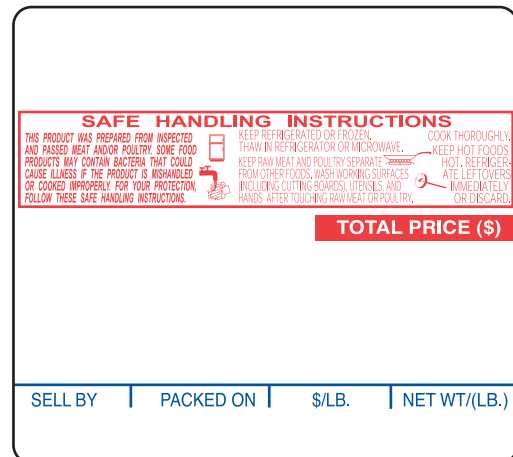 SAFE HANDLING INSTRUCTIONS
THIS PRODUCT WAS PREPARED FROM INSPECTED
AND PASSED MEAT AND/OR POULTRY. SOME FOOD
PRODUCTS MAY CONTAIN BACTERIA THAT COULD
CAUSE ILLNESS IF THE PRODUCT IS MISHANDLED
OR COOKED IMPROPERLY. FOR YOUR PROTECTION,
FOLLOW THESE SAFE HANDLING INSTRUCTIONS.
KEEP REFRIGERATED OR FROZEN.
THAW IN REFRIGERATOR OR MICROWAVE.
KEEP RAW MEAT AND POULTRY SEPARATE
FROM OTHER FOODS. WASH WORKING SURFACES
(INCLUDING CUTTING BOARDS), UTENSILS, AND
HANDS AFTER TOUCHING RAW MEAT OR POULTRY.
COOK THOROUGHLY.
KEEP HOT FOODS
HOT. REFRIGER-
ATE LEFTOVERS
IMMEDIATELY
OR DISCARD.
TOTAL PRICE ($)
SELL BY
PACKED ON
$/LB.
NET WT/(LB.)